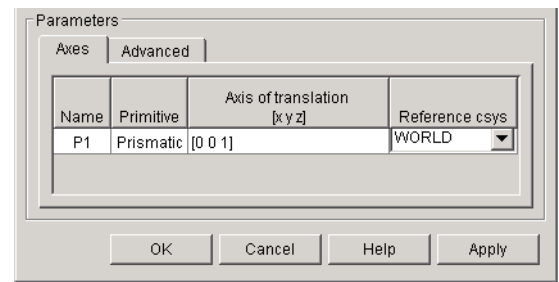 Parameters
Axes Advanced
Name Primitive Axis of translation [x y z] Reference csys
P1 Prismatic [0 0 1] WORLD
OK Cancel Help Apply